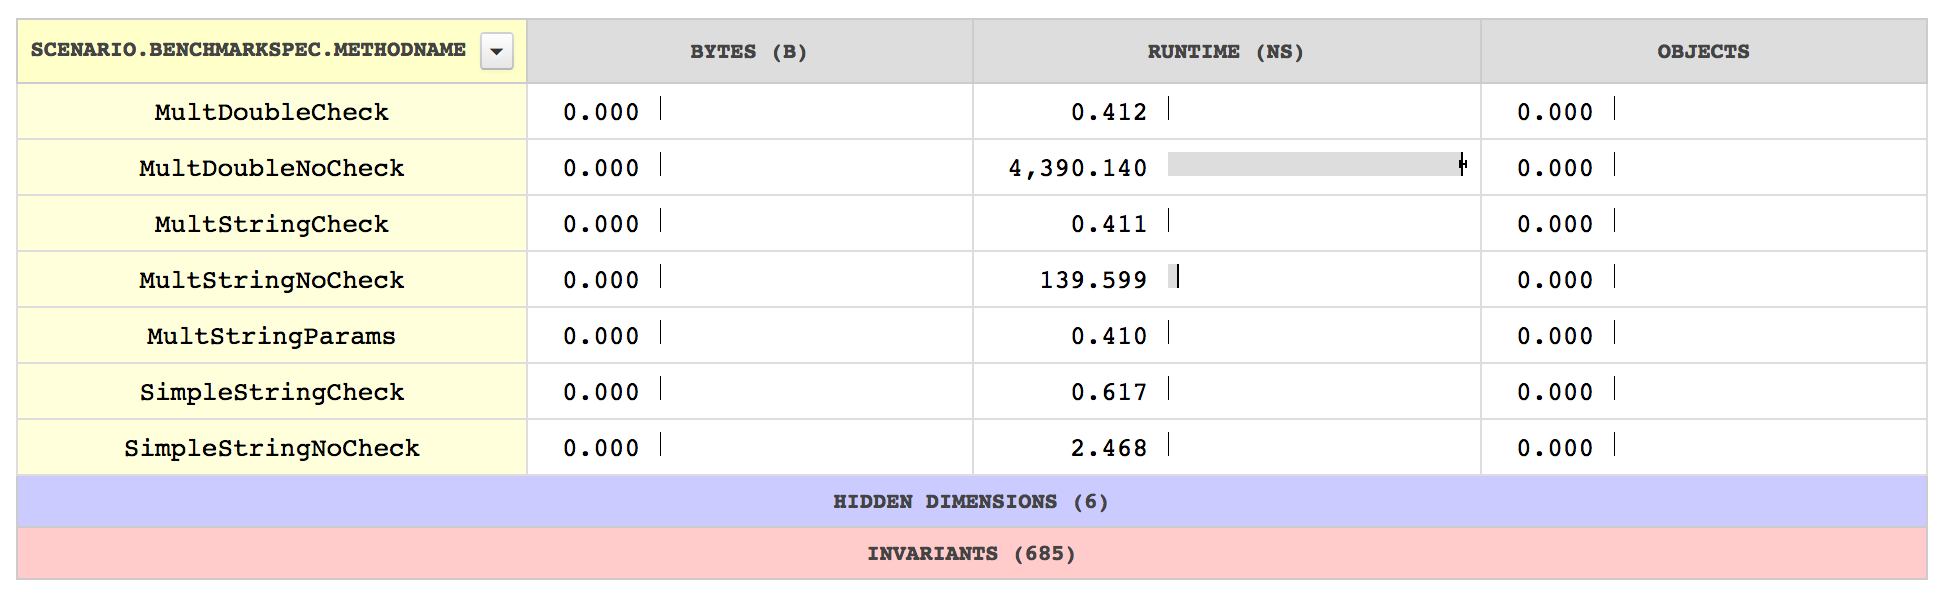 SCENARIO.BENCHMARKSPEC.METHODNAME BYTES (B) RUNTIME (NS) OBJECTS
MultDoubleCheck 0.000 0.412 0.000
MultDoubleNoCheck 0.000 4,390.140 0.000
MultStringCheck 0.000 0.411 0.000
MultStringNoCheck 0.000 139.599 0.000
MultStringParams 0.000 0.410 0.000
SimpleStringCheck 0.000 0.617 0.000
SimpleStringNoCheck 0.000 2.468 0.000
HIDDEN DIMENSIONS (6)
INVARIANTS (685)